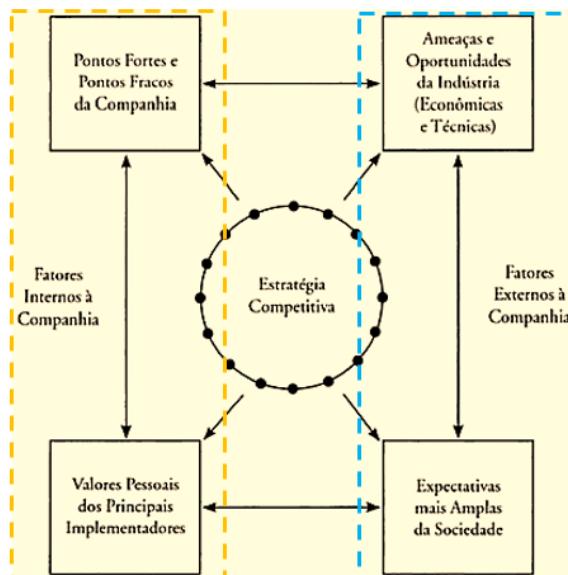 Pontos Fortes e
Pontos Fracos
da Companhia
Ameaças e
Oportunidades
da Indústria
(Econômicas
e Técnicas)
Fatores
Internos à
Companhia
Estratégia
Competitiva
Fatores
Externos à
Companhia
Valores Pessoais
dos Principais
Implementadores
Expectativas
mais Amplas
da Sociedade